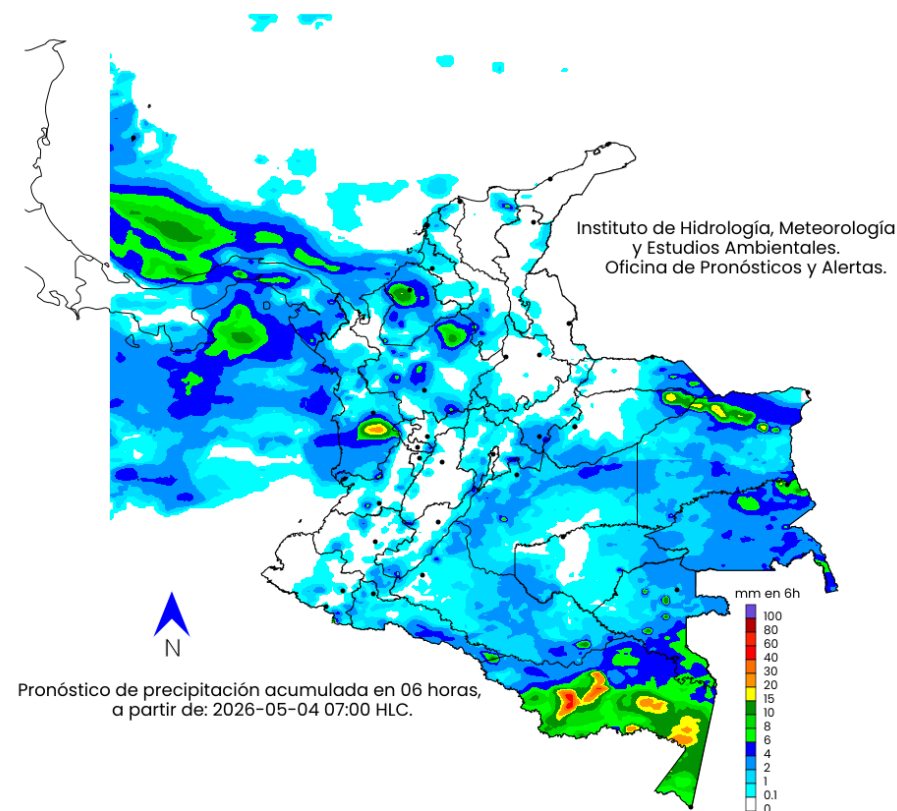 Instituto de Hidrología, Meteorología
y Estudios Ambientales.
Oficina de Pronósticos y Alertas.
mm en 6h
100
80
60
40
30
20
15
10
8
6
4
2
1
0.1
0
N
Pronóstico de precipitación acumulada en 06 horas,
a partir de: 2026-05-04 07:00 HLC.